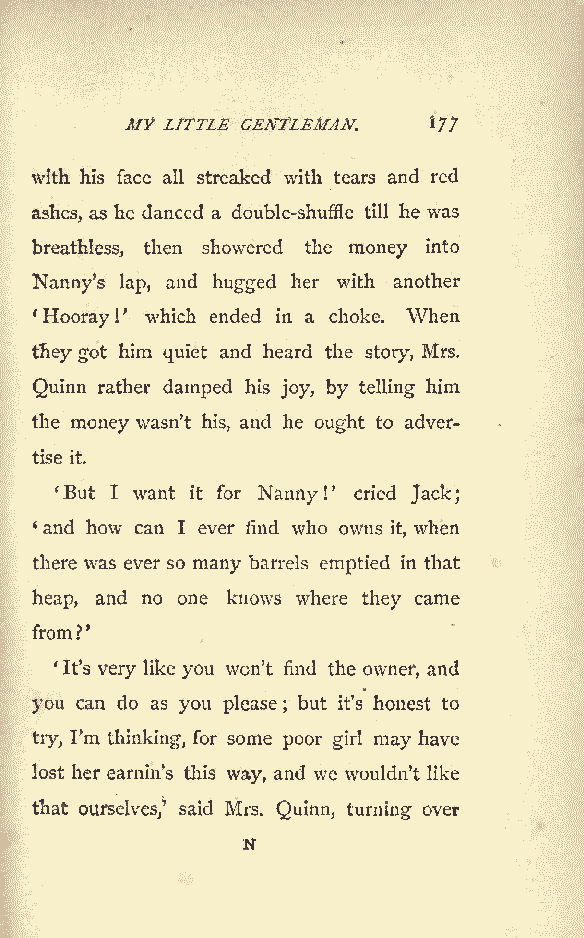 MY LITTLE GENTLEMAN. 177
with his face all streaked with tears and red
ashes, as he danced a double-shuffle till he was
breathless, then showered the money into
Nanny's lap, and hugged her with another
'Hooray!' which ended in a choke. When
they got him quiet and heard the story, Mrs.
Quinn rather damped his joy, by telling him
the money wasn't his, and he ought to adver-
tise it.
'But I want it for Nanny!' cried Jack;
'and how can I ever find who owns it, when
there was ever so many barrels emptied in that
heap, and no one knows where they came
from?'
'It's very like you won't find the owner, and
you can do as you please; but it's honest to
try, I'm thinking, for some poor girl may have
lost her earnin's this way, and we wouldn't like
that ourselves,' said Mrs. Quinn, turning over
N